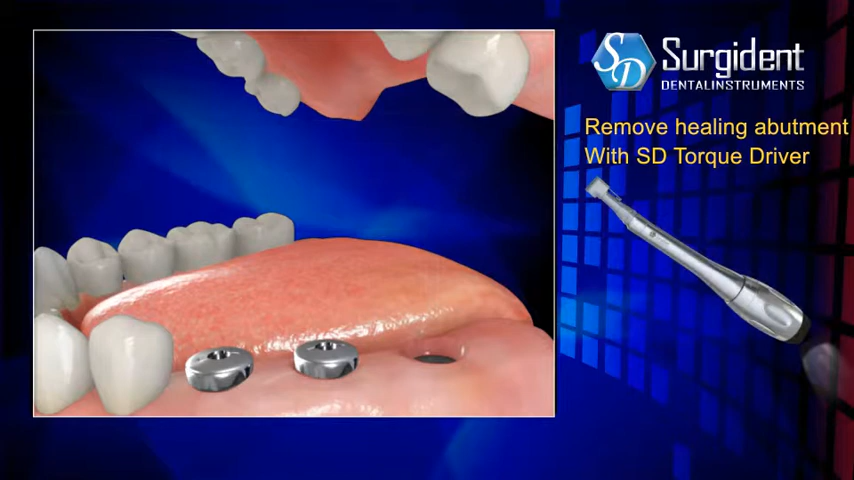 SD
Surgident
DENTALINSTRUMENTS
Remove healing abutment
With SD Torque Driver